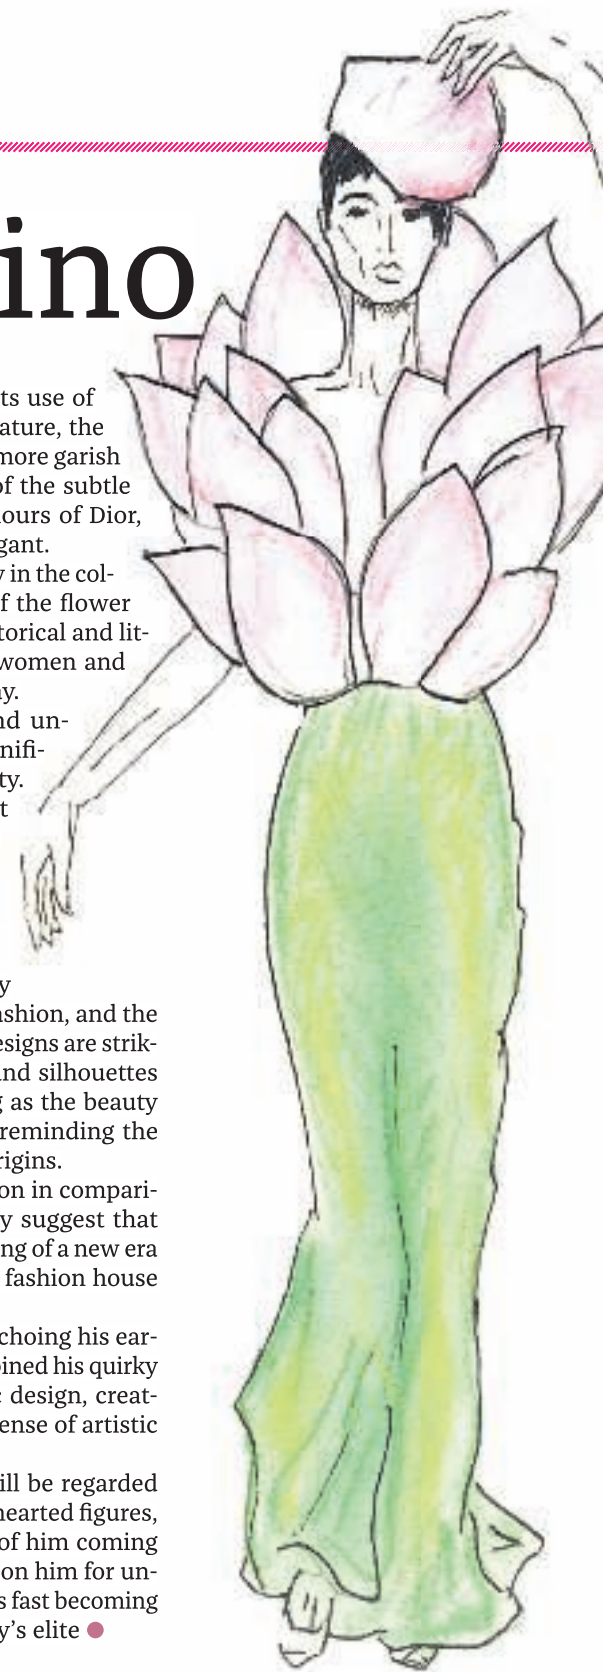 ino
ts use of
ature, the
more garish
of the subtle
lours of Dior,
gant.
y in the col-
f the flower
torical and lit-
women and
ay.
nd un-
nifi-
ty.
t
y
ashion, and the
esigns are strik-
and silhouettes
g as the beauty
reminding the
rigins.
on in compari-
y suggest that
ng of a new era
fashion house
choing his ear-
bined his quirky
c design, creat-
ense of artistic
ill be regarded
hearted figures,
of him coming
on him for un-
s fast becoming
y's elite